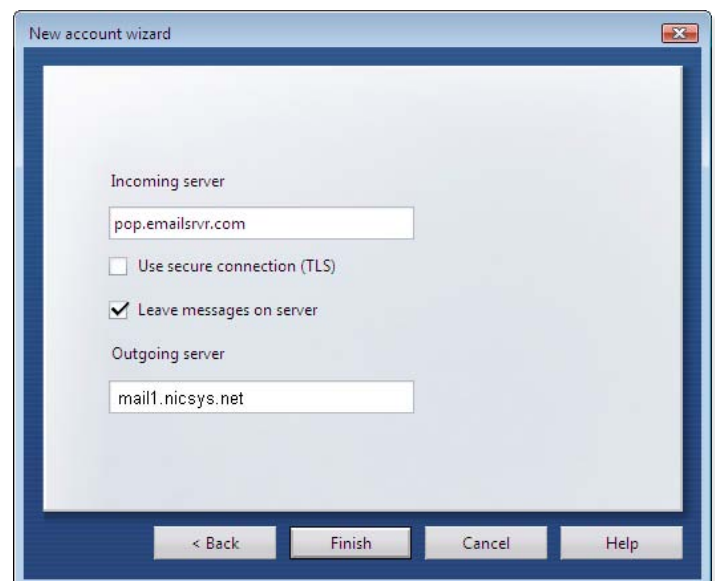 New account wizard
Incoming server
pop.emailsrvr.com
Use secure connection (TLS)
Leave messages on server
Outgoing server
mail1.nicsys.net
< Back Finish Cancel Help